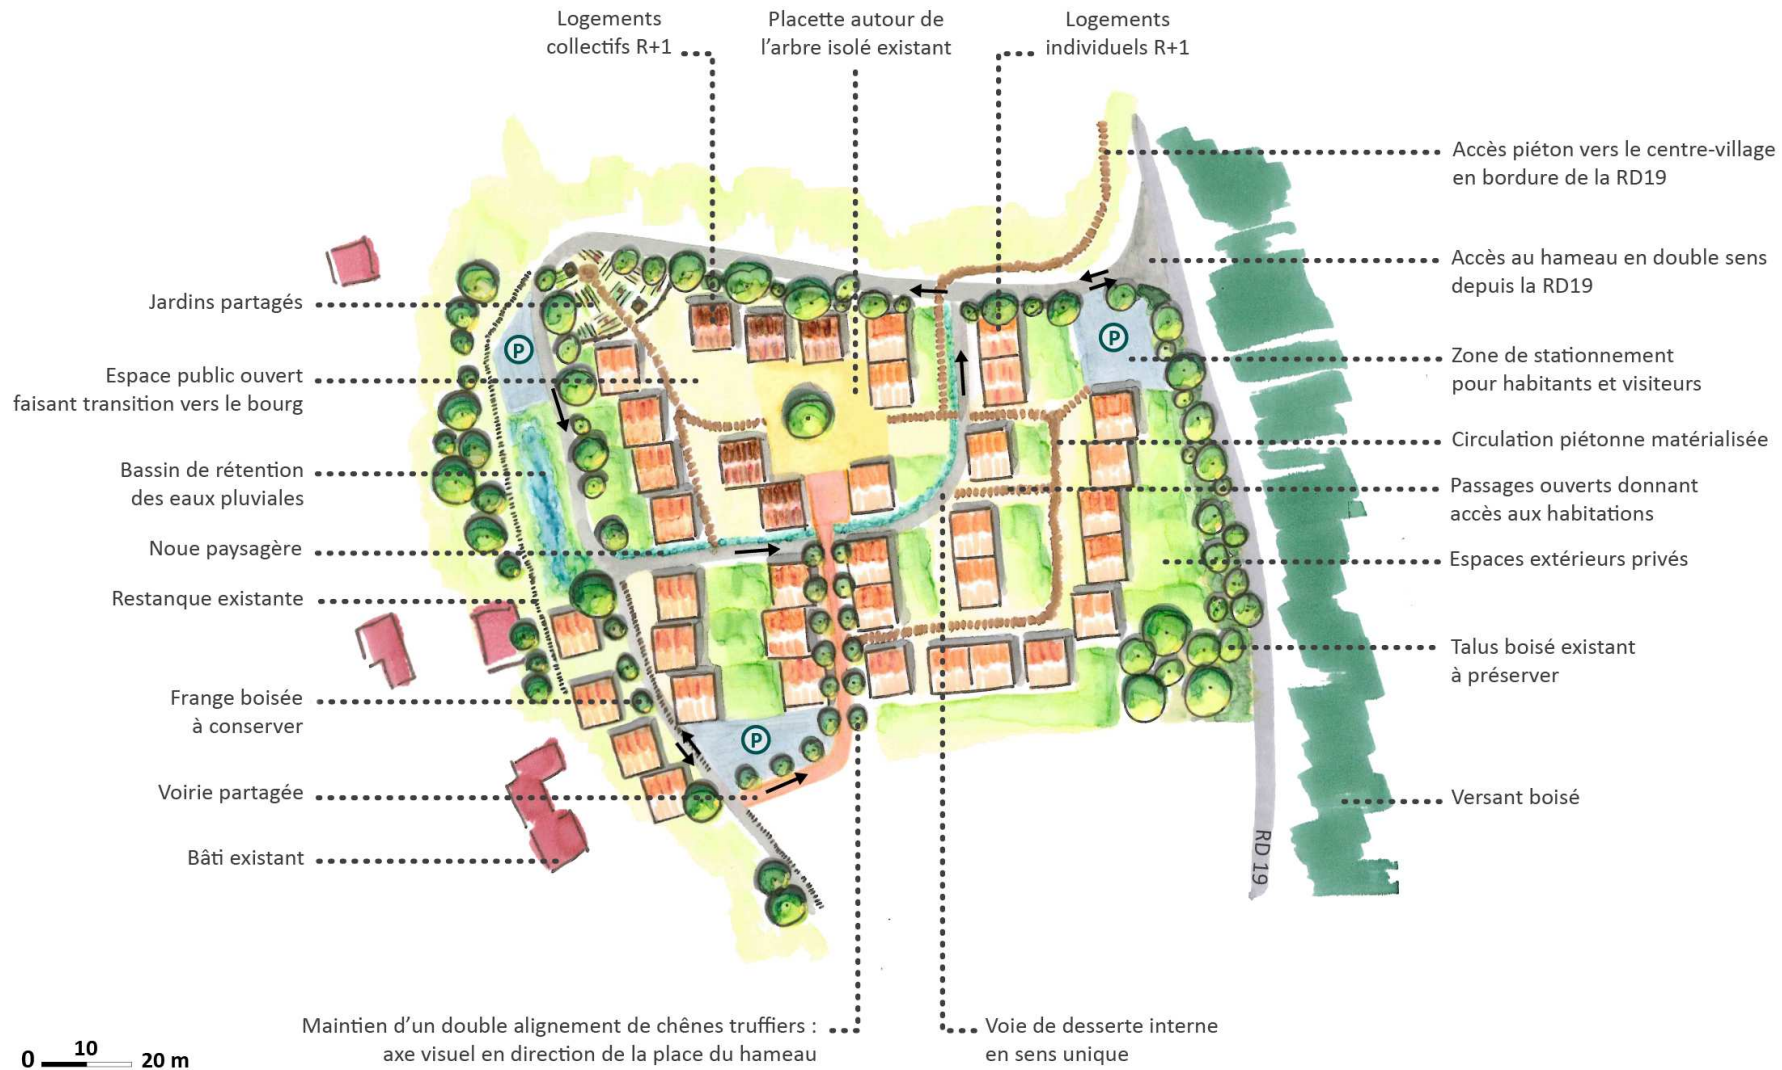 Logements
collectifs R+1
Placette autour de
l'arbre isolé existant
Logements
individuels R+1
Accès piéton vers le centre-village
en bordure de la RD19
Accès au hameau en double sens
depuis la RD19
Zone de stationnement
pour habitants et visiteurs
Circulation piétonne matérialisée
Passages ouverts donnant
accès aux habitations
Espaces extérieurs privés
Talus boisé existant
à préserver
Versant boisé
Jardins partagés
Espace public ouvert
faisant transition vers le bourg
Bassin de rétention
des eaux pluviales
Noue paysagère
Restanque existante
Frange boisée
à conserver
Voirie partagée
Bâti existant
P
P
P
RD 19
Maintien d'un double alignement de chênes truffiers :
axe visuel en direction de la place du hameau
Voie de desserte interne
en sens unique
0 10 20 m